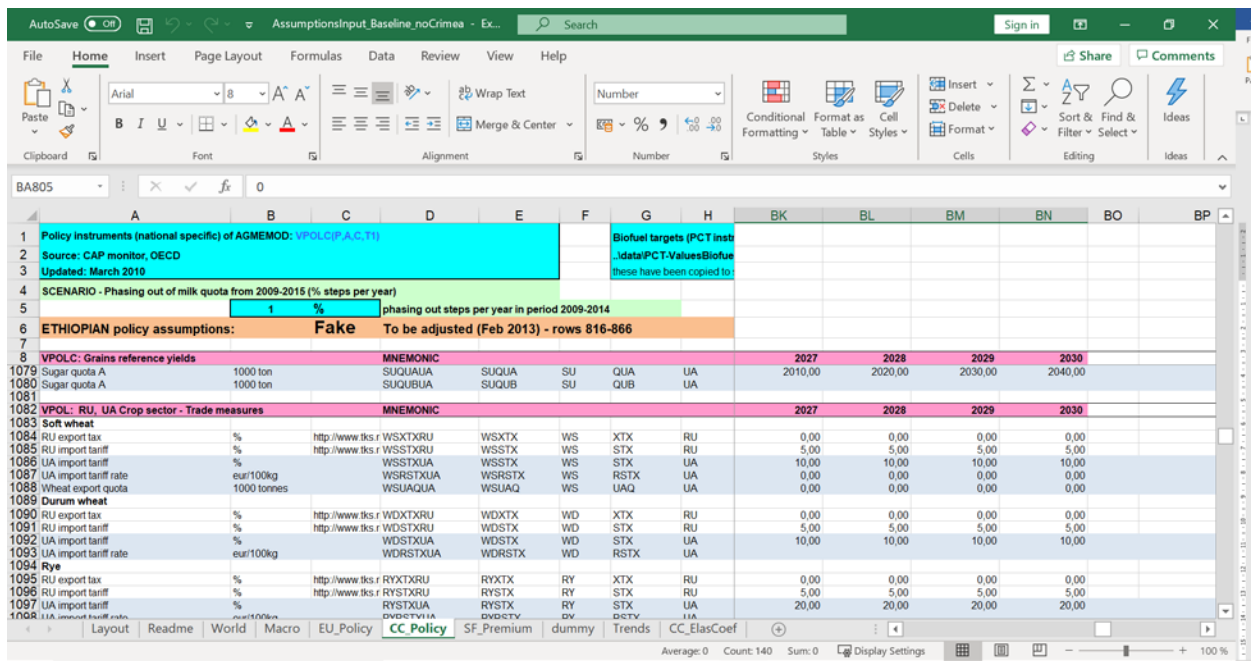 AutoSave Off AssumptionsInput_Baseline_noCrimea - Ex... Search Sign in
File Home Insert Page Layout Formulas Data Review View Help Share Comments
Paste Arial 8 Wrap Text Number Insert
B I U Merge & Center % Conditional Formatting Format as Table Cell Styles Delete Format Sort & Filter Find & Select Ideas
Clipboard Font Alignment Number Styles Cells Editing Ideas
BA805 fx 0
A B C D E F G H BK BL BM BN BO BP
1 Policy instruments (national specific) of AGMEMOD: VPOLC(P,A,C,T1) Biofuel targets (PCT instr
2 Source: CAP monitor, OECD ..\data\PCT-ValuesBiofue
3 Updated: March 2010 these have been copied to s
4 SCENARIO - Phasing out of milk quota from 2009-2015 (% steps per year)
5 1 % phasing out steps per year in period 2009-2014
6 ETHIOPIAN policy assumptions: Fake To be adjusted (Feb 2013) - rows 816-866
7
8 VPOLC: Grains reference yields MNEMONIC 2027 2028 2029 2030
1079 Sugar quota A 1000 ton SUQUAUA SUQUA SU QUA UA 2010,00 2020,00 2030,00 2040,00
1080 Sugar quota A 1000 ton SUQUBUA SUQUB SU QUB UA
1081
1082 VPOL: RU, UA Crop sector - Trade measures MNEMONIC 2027 2028 2029 2030
1083 Soft wheat
1084 RU export tax % http://www.tks.r WSXTXRU WSXTX WS XTX RU 0,00 0,00 0,00 0,00
1085 RU import tariff % http://www.tks.r WSSTXRU WSSTX WS STX RU 5,00 5,00 5,00 5,00
1086 UA import tariff % WSSTXUA WSSTX WS STX UA 10,00 10,00 10,00 10,00
1087 UA import tariff rate eur/100kg WSRSTXUA WSRSTX WS RSTX UA 0,00 0,00 0,00 0,00
1088 Wheat export quota 1000 tonnes WSUAQUA WSUAQ WS UAQ UA 0,00 0,00 0,00 0,00
1089 Durum wheat
1090 RU export tax % http://www.tks.r WDXTXRU WDXTX WD XTX RU 0,00 0,00 0,00 0,00
1091 RU import tariff % http://www.tks.r WDSTXRU WDSTX WD STX RU 5,00 5,00 5,00 5,00
1092 UA import tariff % WDSTXUA WDSTX WD STX UA 10,00 10,00 10,00 10,00
1093 UA import tariff rate eur/100kg WDRSTXUA WDRSTX WD RSTX UA
1094 Rye
1095 RU export tax % http://www.tks.r RYXTXRU RYXTX RY XTX RU 0,00 0,00 0,00 0,00
1096 RU import tariff % http://www.tks.r RYSTXRU RYSTX RY STX RU 5,00 5,00 5,00 5,00
1097 UA import tariff % RYSTXUA RYSTX RY STX UA 20,00 20,00 20,00 20,00
1098 UA import tariff rate eur/100kg
Layout Readme World Macro EU_Policy CC_Policy SF_Premium dummy Trends CC_ElasCoef
Average: 0 Count: 140 Sum: 0 Display Settings 100 %